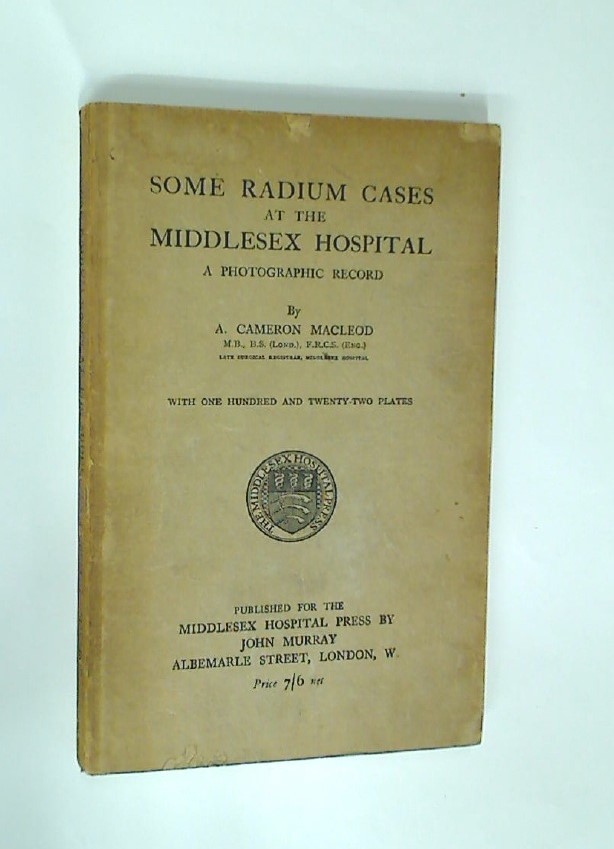 SOME RADIUM CASES
AT THE
MIDDLESEX HOSPITAL
A PHOTOGRAPHIC RECORD
By
A. CAMERON MACLEOD
M.B., B.S. (LOND.), F.R.C.S. (ENG.)
LATE SURGICAL REGISTRAR, MIDDLESEX HOSPITAL
WITH ONE HUNDRED AND TWENTY-TWO PLATES
THE MIDDLESEX HOSPITAL PRESS
PUBLISHED FOR THE
MIDDLESEX HOSPITAL PRESS BY
JOHN MURRAY
ALBEMARLE STREET, LONDON, W.
Price 7/6 net